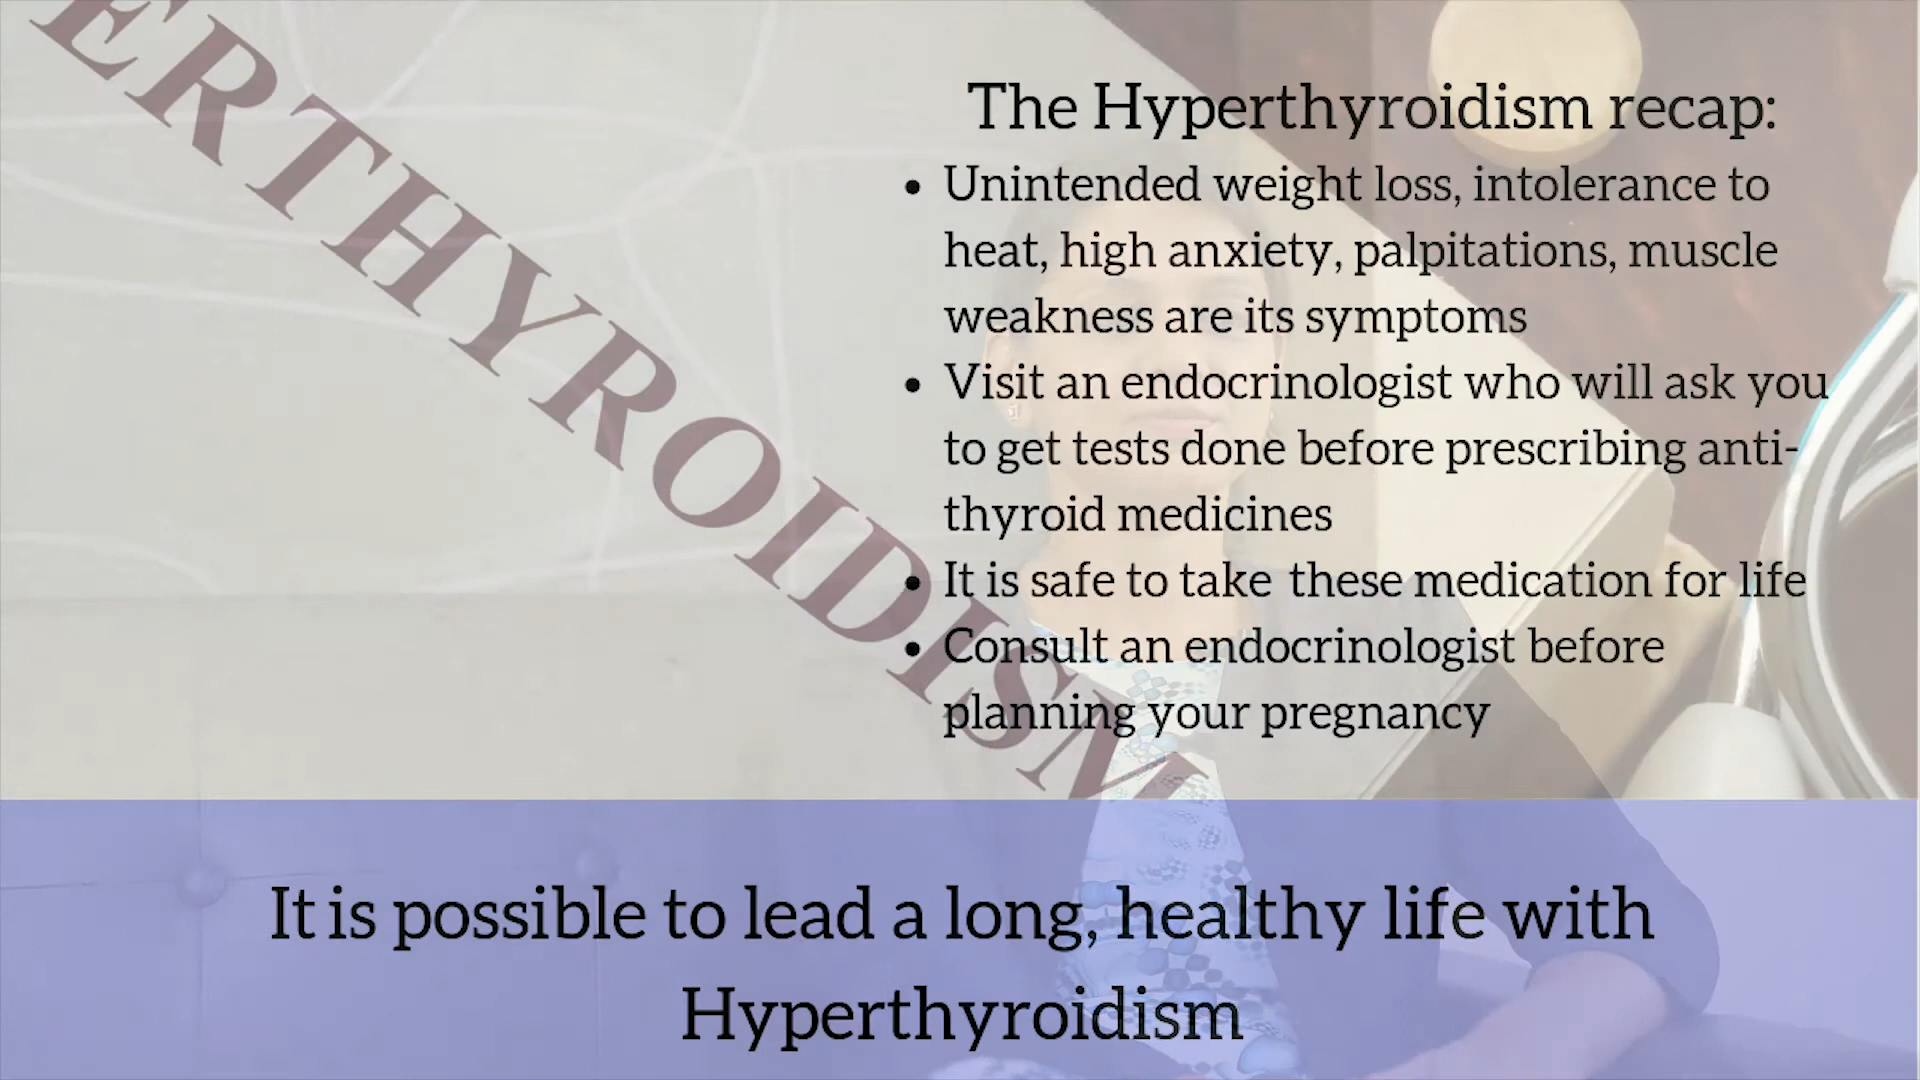 ERTHYROIDISM
The Hyperthyroidism recap:
• Unintended weight loss, intolerance to
heat, high anxiety, palpitations, muscle
weakness are its symptoms
• Visit an endocrinologist who will ask you
to get tests done before prescribing anti-
thyroid medicines
• It is safe to take these medication for life
• Consult an endocrinologist before
planning your pregnancy
It is possible to lead a long, healthy life with
Hyperthyroidism